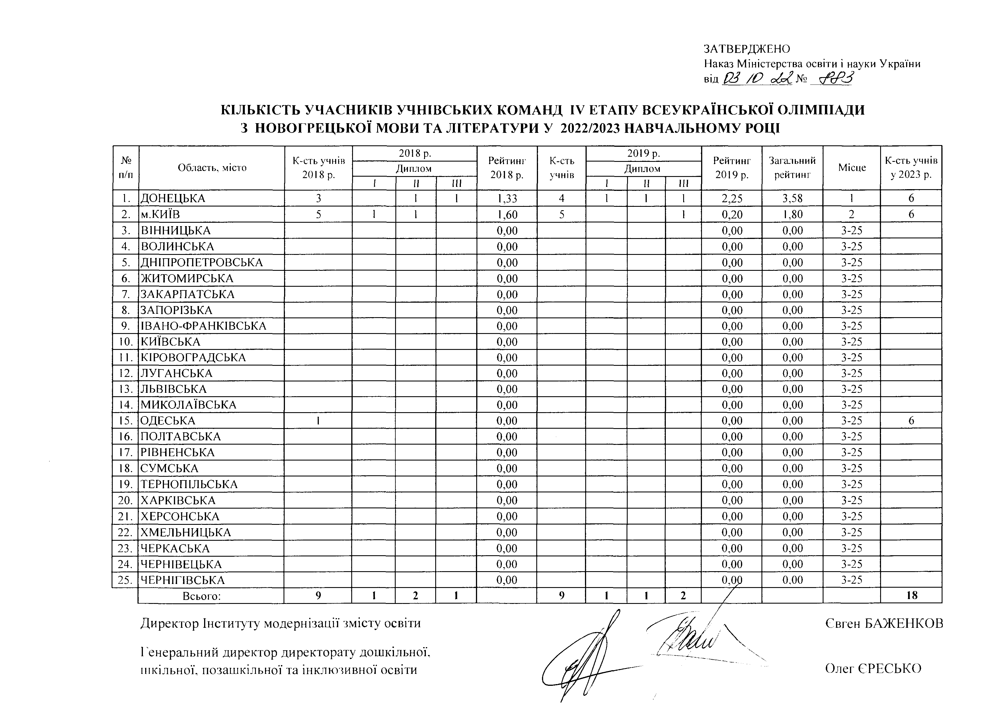 ЗАТВЕРДЖЕНО
Наказ Міністерства освіти і науки України
від 03 10 22 № 883
КІЛЬКІСТЬ УЧАСНИКІВ УЧНІВСЬКИХ КОМАНД IV ЕТАПУ ВСЕУКРАЇНСЬКОЇ ОЛІМПІАДИ
З НОВОГРЕЦЬКОЇ МОВИ ТА ЛІТЕРАТУРИ У 2022/2023 НАВЧАЛЬНОМУ РОЦІ
№ п/п Область, місто К-сть учнів 2018 р. 2018 р. Диплом I II III Рейтинг 2018 р. К-сть учнів 2019 р. Диплом I II III Рейтинг 2019 р. Загальний рейтинг Місце К-сть учнів у 2023 р.
1. ДОНЕЦЬКА 3 1 1 1,33 4 1 1 1 2,25 3,58 1 6
2. м.КИЇВ 5 1 1 1,60 5 1 0,20 1,80 2 6
3. ВІННИЦЬКА 0,00 0,00 0,00 3-25
4. ВОЛИНСЬКА 0,00 0,00 0,00 3-25
5. ДНІПРОПЕТРОВСЬКА 0,00 0,00 0,00 3-25
6. ЖИТОМИРСЬКА 0,00 0,00 0,00 3-25
7. ЗАКАРПАТСЬКА 0,00 0,00 0,00 3-25
8. ЗАПОРІЗЬКА 0,00 0,00 0,00 3-25
9. ІВАНО-ФРАНКІВСЬКА 0,00 0,00 0,00 3-25
10. КИЇВСЬКА 0,00 0,00 0,00 3-25
11. КІРОВОГРАДСЬКА 0,00 0,00 0,00 3-25
12. ЛУГАНСЬКА 0,00 0,00 0,00 3-25
13. ЛЬВІВСЬКА 0,00 0,00 0,00 3-25
14. МИКОЛАЇВСЬКА 0,00 0,00 0,00 3-25
15. ОДЕСЬКА 1 0,00 0,00 0,00 3-25 6
16. ПОЛТАВСЬКА 0,00 0,00 0,00 3-25
17. РІВНЕНСЬКА 0,00 0,00 0,00 3-25
18. СУМСЬКА 0,00 0,00 0,00 3-25
19. ТЕРНОПІЛЬСЬКА 0,00 0,00 0,00 3-25
20. ХАРКІВСЬКА 0,00 0,00 0,00 3-25
21. ХЕРСОНСЬКА 0,00 0,00 0,00 3-25
22. ХМЕЛЬНИЦЬКА 0,00 0,00 0,00 3-25
23. ЧЕРКАСЬКА 0,00 0,00 0,00 3-25
24. ЧЕРНІВЕЦЬКА 0,00 0,00 0,00 3-25
25. ЧЕРНІГІВСЬКА 0,00 0,00 0,00 3-25
Всього: 9 1 2 1 9 1 1 2 18
Директор Інституту модернізації змісту освіти Євген БАЖЕНКОВ
Генеральний директор директорату дошкільної,
шкільної, позашкільної та інклюзивної освіти Олег ЄРЕСЬКО